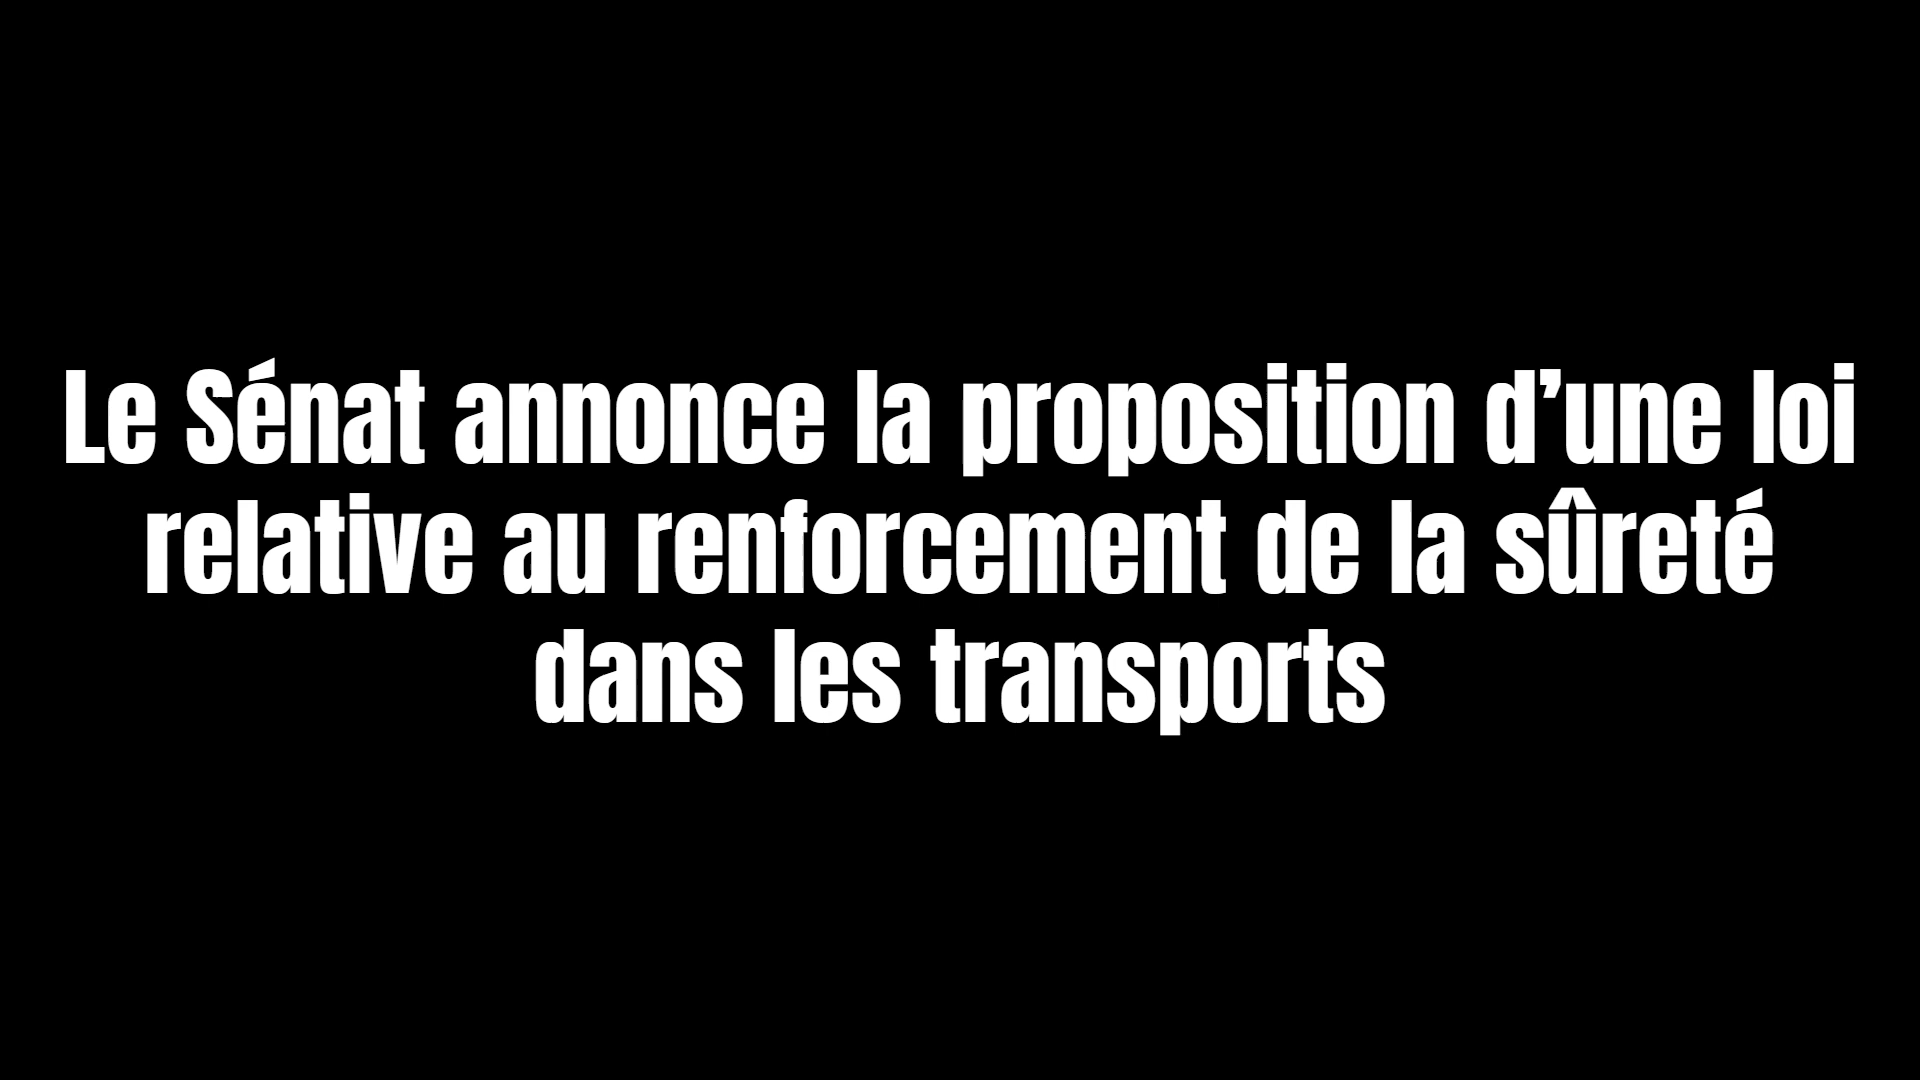 Le Sénat annonce la proposition d’une loi
relative au renforcement de la sûreté
dans les transports